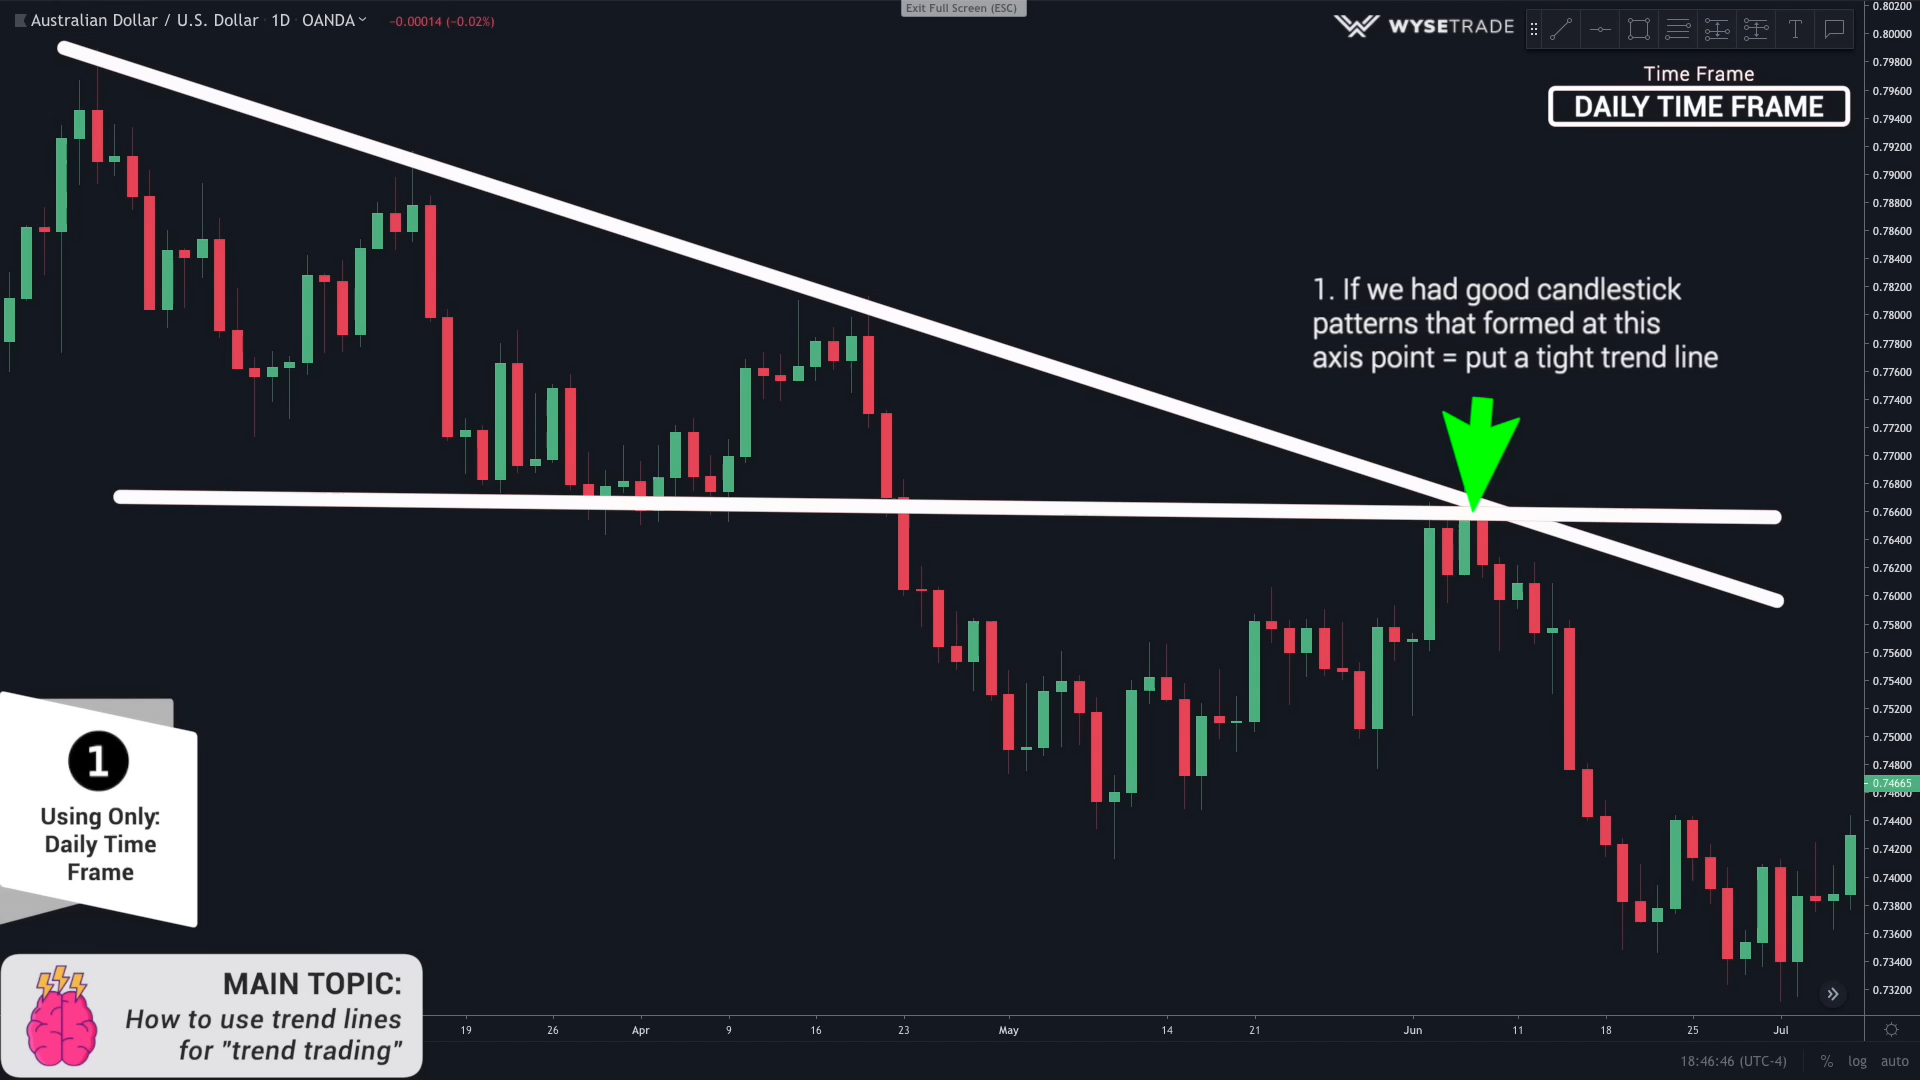 Australian Dollar / U.S. Dollar 1D OANDA
-0.00014 (-0.02%)
Exit Full Screen (ESC)
WYSETRADE
T
Time Frame
DAILY TIME FRAME
1. If we had good candlestick
patterns that formed at this
axis point = put a tight trend line
0.80200
0.80000
0.79800
0.79600
0.79400
0.79200
0.79000
0.78800
0.78600
0.78400
0.78200
0.78000
0.77800
0.77600
0.77400
0.77200
0.77000
0.76800
0.76600
0.76400
0.76200
0.76000
0.75800
0.75600
0.75400
0.75200
0.75000
0.74800
0.74665
0.74600
0.74400
0.74200
0.74000
0.73800
0.73600
0.73400
0.73200
1
Using Only:
Daily Time
Frame
MAIN TOPIC:
How to use trend lines
for "trend trading"
19 26 Apr 9 16 23 May 14 21 Jun 11 18 25 Jul
18:46:46 (UTC-4) % log auto